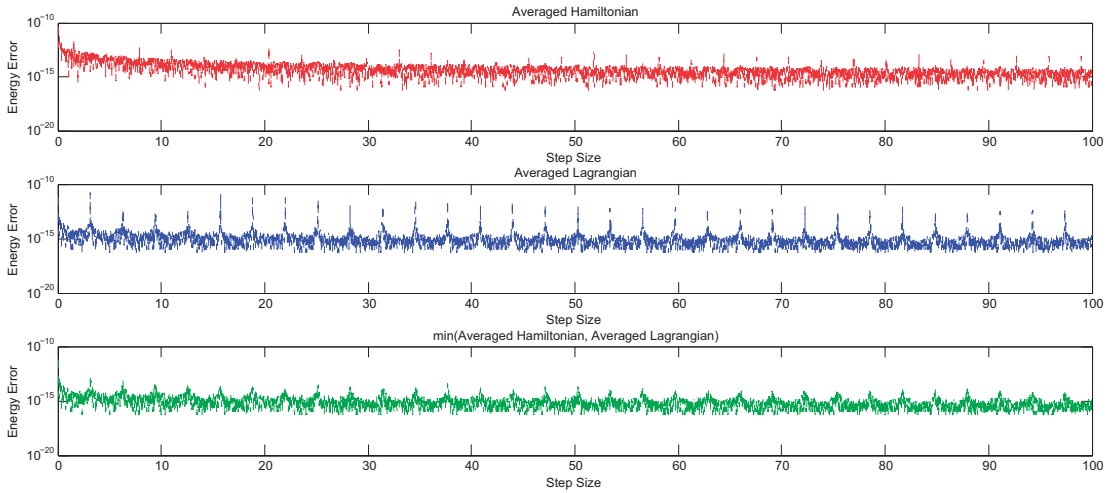 Averaged Hamiltonian
Energy Error
10^-10
10^-15
10^-20
0 10 20 30 40 50 60 70 80 90 100
Step Size
Averaged Lagrangian
Energy Error
10^-10
10^-15
10^-20
0 10 20 30 40 50 60 70 80 90 100
Step Size
min(Averaged Hamiltonian, Averaged Lagrangian)
Energy Error
10^-10
10^-15
10^-20
0 10 20 30 40 50 60 70 80 90 100
Step Size